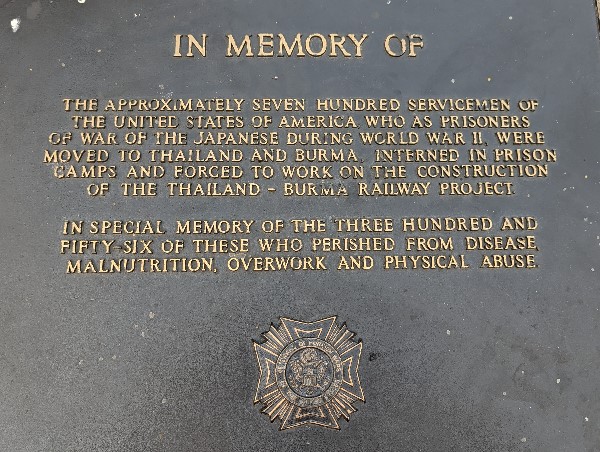 IN MEMORY OF
THE APPROXIMATELY SEVEN HUNDRED SERVICEMEN OF
THE UNITED STATES OF AMERICA WHO AS PRISONERS
OF WAR OF THE JAPANESE DURING WORLD WAR II, WERE
MOVED TO THAILAND AND BURMA, INTERNED IN PRISON
CAMPS AND FORCED TO WORK ON THE CONSTRUCTION
OF THE THAILAND - BURMA RAILWAY PROJECT
IN SPECIAL MEMORY OF THE THREE HUNDRED AND
FIFTY-SIX OF THESE WHO PERISHED FROM DISEASE,
MALNUTRITION, OVERWORK AND PHYSICAL ABUSE.